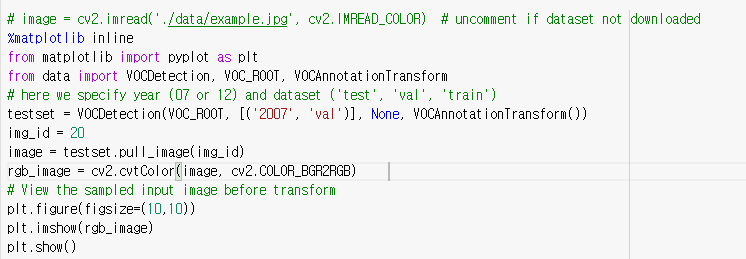 # image = cv2.imread('./data/example.jpg', cv2.IMREAD_COLOR)  # uncomment if dataset not downloaded
%matplotlib inline
from matplotlib import pyplot as plt
from data import VOCDetection, VOC_ROOT, VOCAnnotationTransform
# here we specify year (07 or 12) and dataset ('test', 'val', 'train')
testset = VOCDetection(VOC_ROOT, [('2007', 'val')], None, VOCAnnotationTransform())
img_id = 20
image = testset.pull_image(img_id)
rgb_image = cv2.cvtColor(image, cv2.COLOR_BGR2RGB)
# View the sampled input image before transform
plt.figure(figsize=(10,10))
plt.imshow(rgb_image)
plt.show()